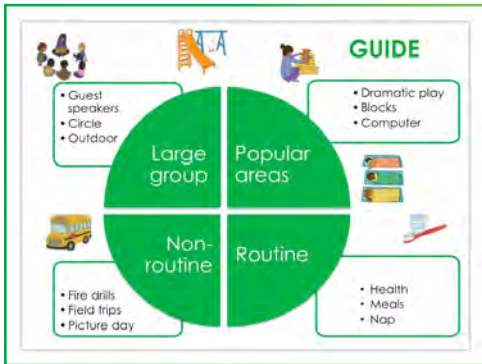 GUIDE
• Guest
speakers
• Circle
• Outdoor
• Dramatic play
• Blocks
• Computer
Large
group
Popular
areas
Non-
routine
Routine
• Fire drills
• Field trips
• Picture day
• Health
• Meals
• Nap